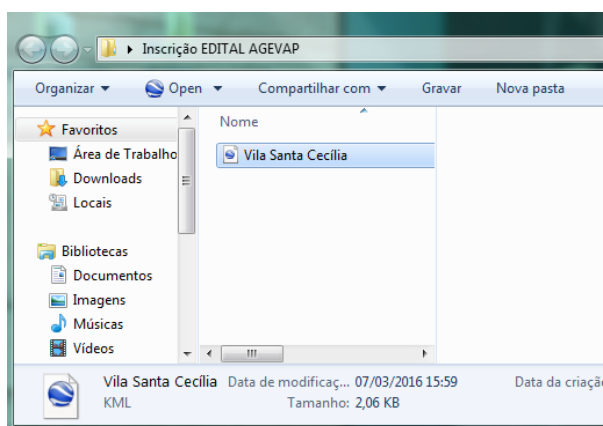 Inscrição EDITAL AGEVAP
Organizar Open Compartilhar com Gravar Nova pasta
Favoritos
Área de Trabalho
Downloads
Locais
Bibliotecas
Documentos
Imagens
Músicas
Vídeos
Nome
Vila Santa Cecília
Vila Santa Cecília Data de modificaç... 07/03/2016 15:59 Data da criaçã
KML Tamanho: 2,06 KB